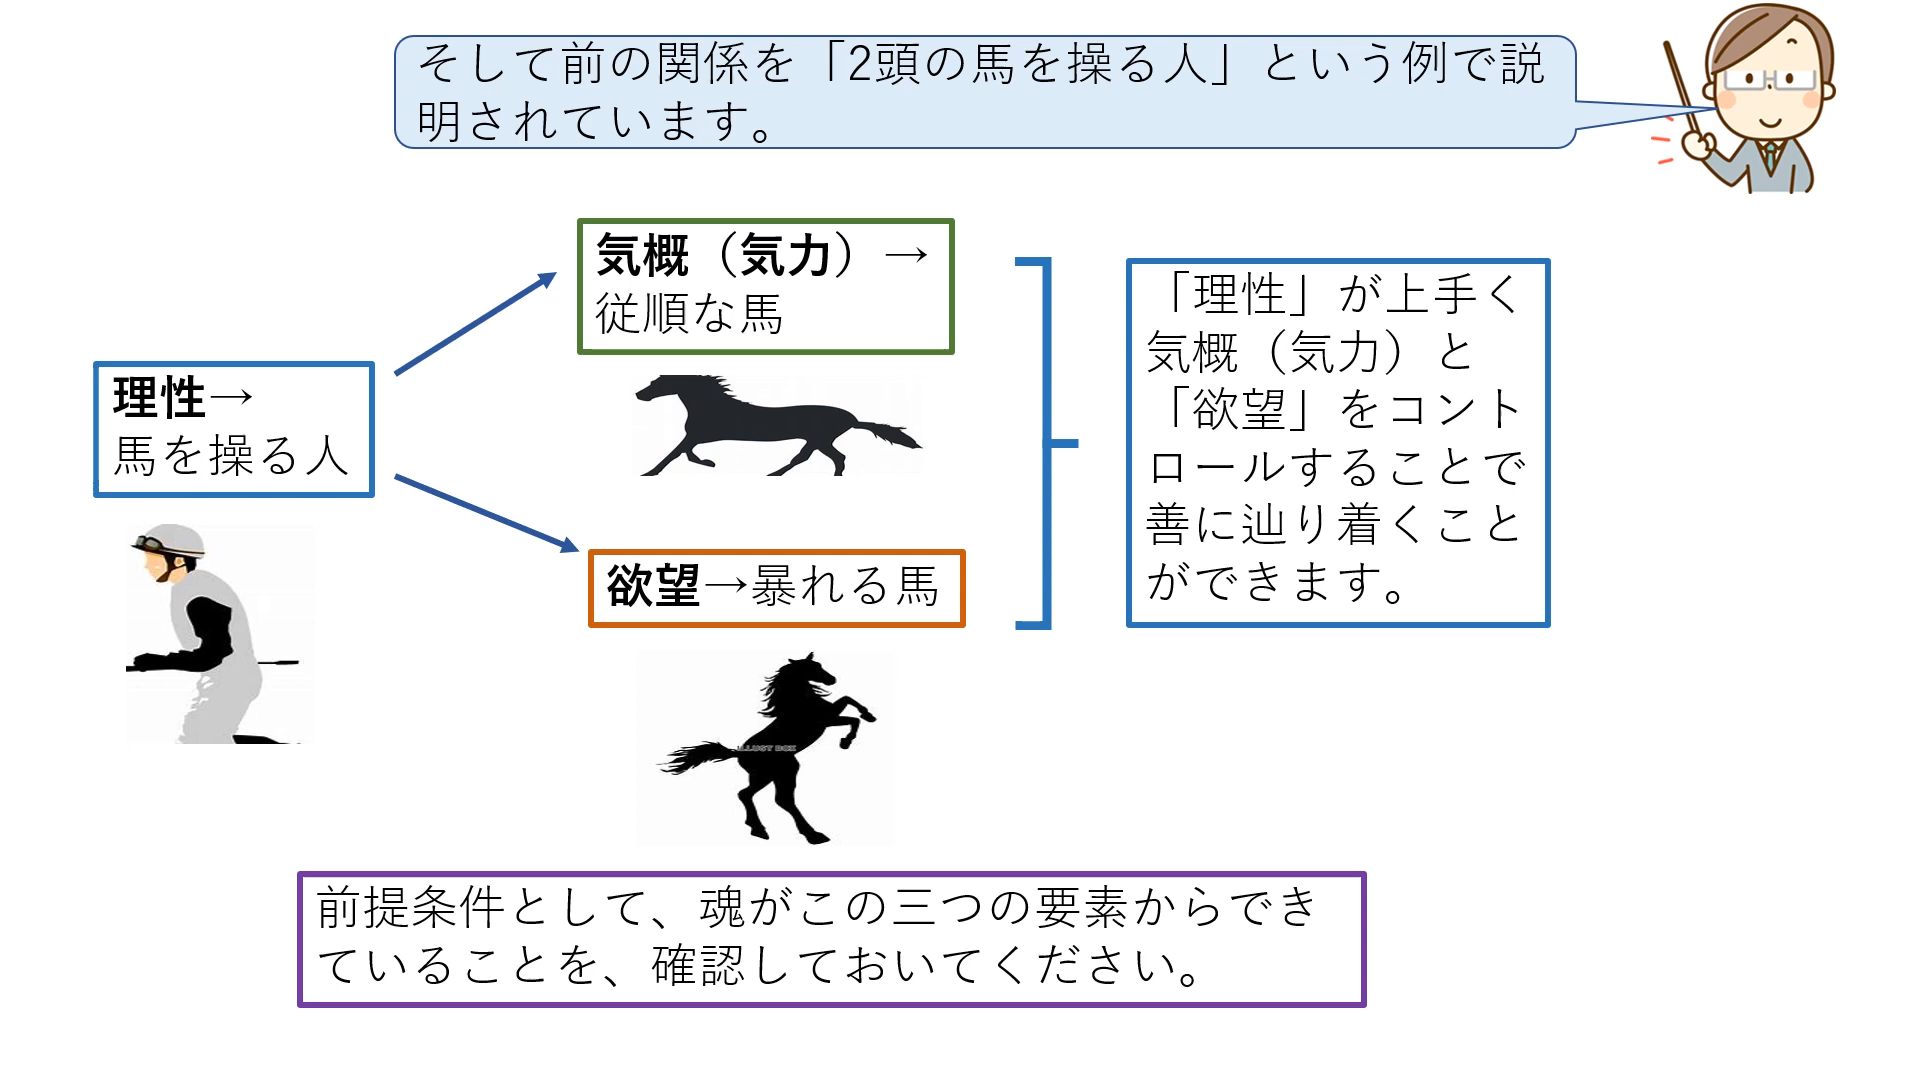 そして前の関係を「2頭の馬を操る人」という例で説
明されています。
気概（気力）→
従順な馬
理性→
馬を操る人
欲望→暴れる馬
「理性」が上手く
気概（気力）と
「欲望」をコント
ロールすることで
善に辿り着くこと
ができます。
ILLUST BOX
前提条件として、魂がこの三つの要素からでき
ていることを、確認しておいてください。